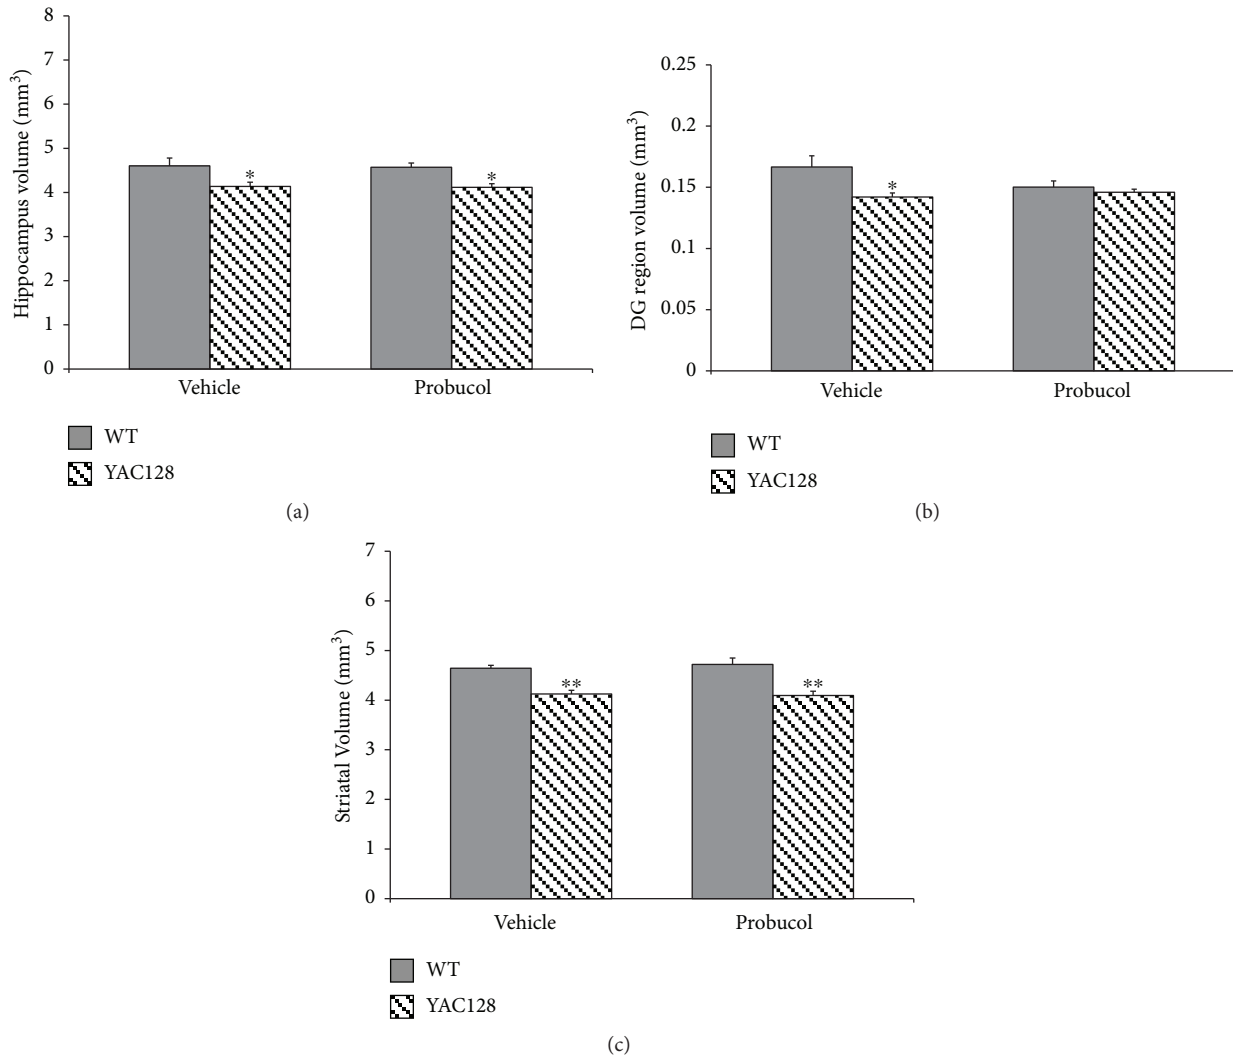 Hippocampus volume (mm³)
8
7
6
5
4
3
2
1
0
*
*
Vehicle Probucol
WT
YAC128
(a)
DG region volume (mm³)
0.25
0.2
0.15
0.1
0.05
0
*
Vehicle Probucol
WT
YAC128
(b)
Striatal Volume (mm³)
7
6
5
4
3
2
1
0
**
**
Vehicle Probucol
WT
YAC128
(c)